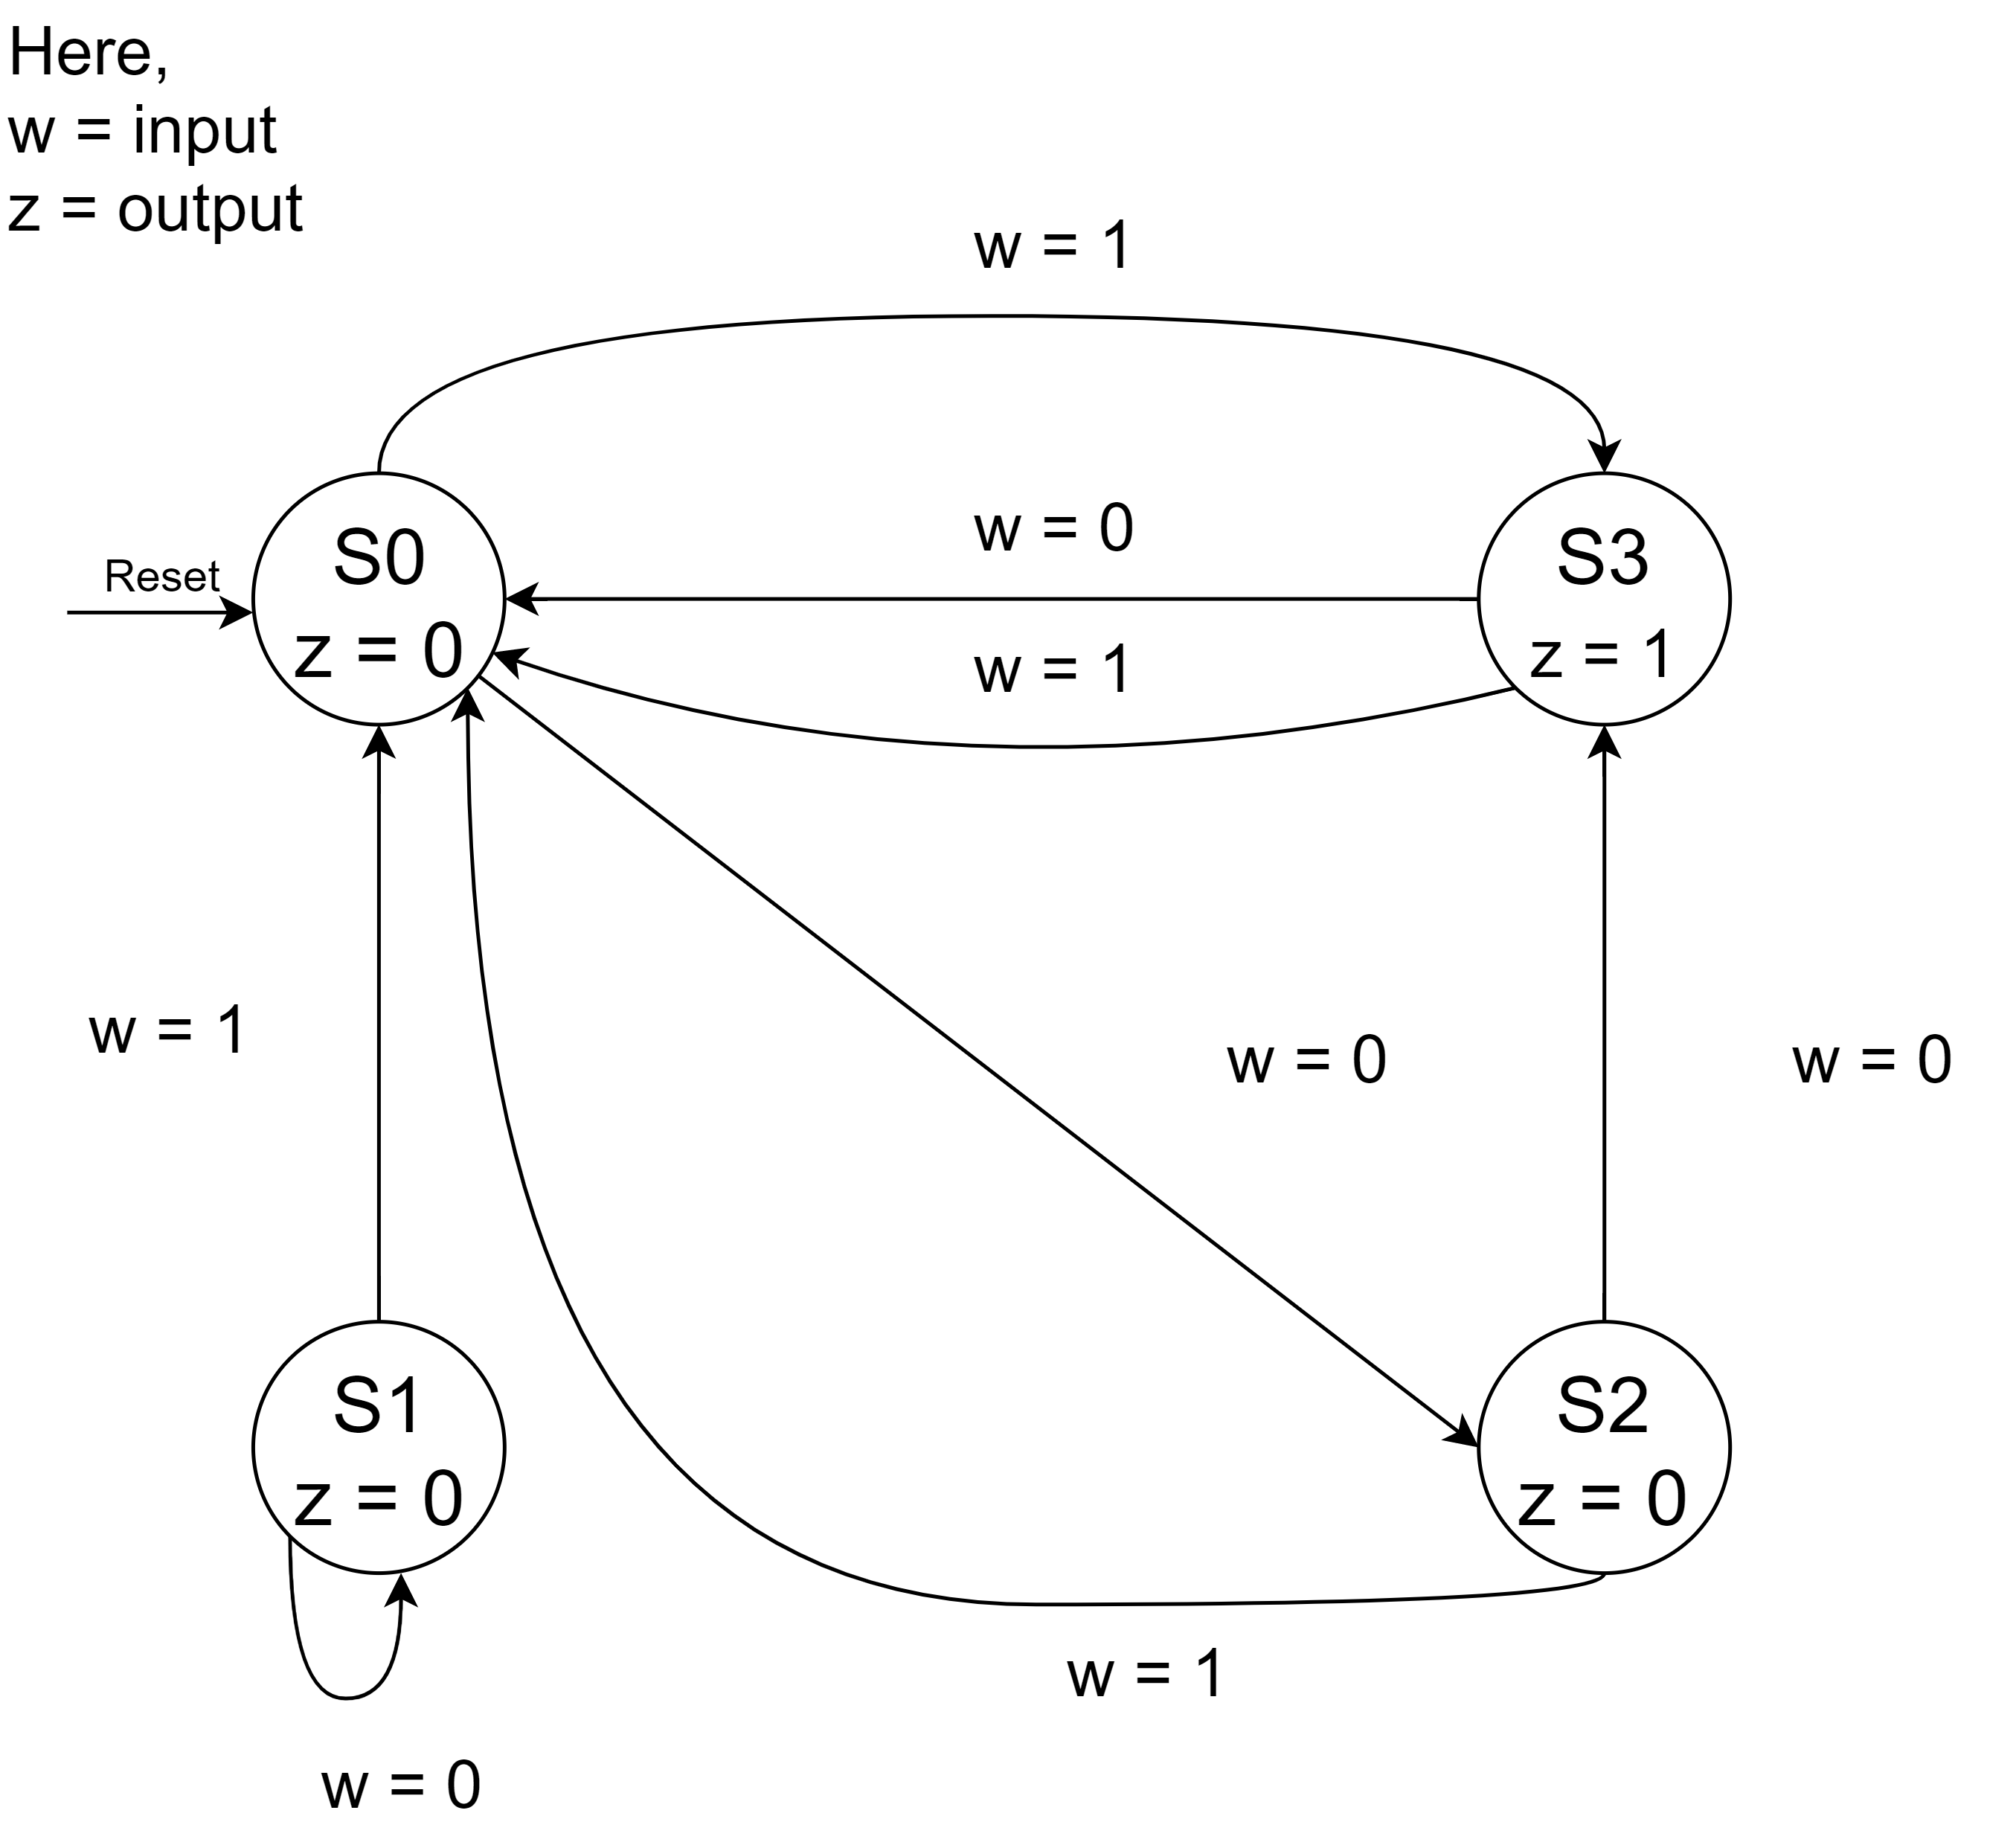 Here,
w = input
z = output
w = 1
S0
z = 0
Reset
w = 0
w = 1
S3
z = 1
w = 1
w = 0
w = 0
S1
z = 0
S2
z = 0
w = 1
w = 0